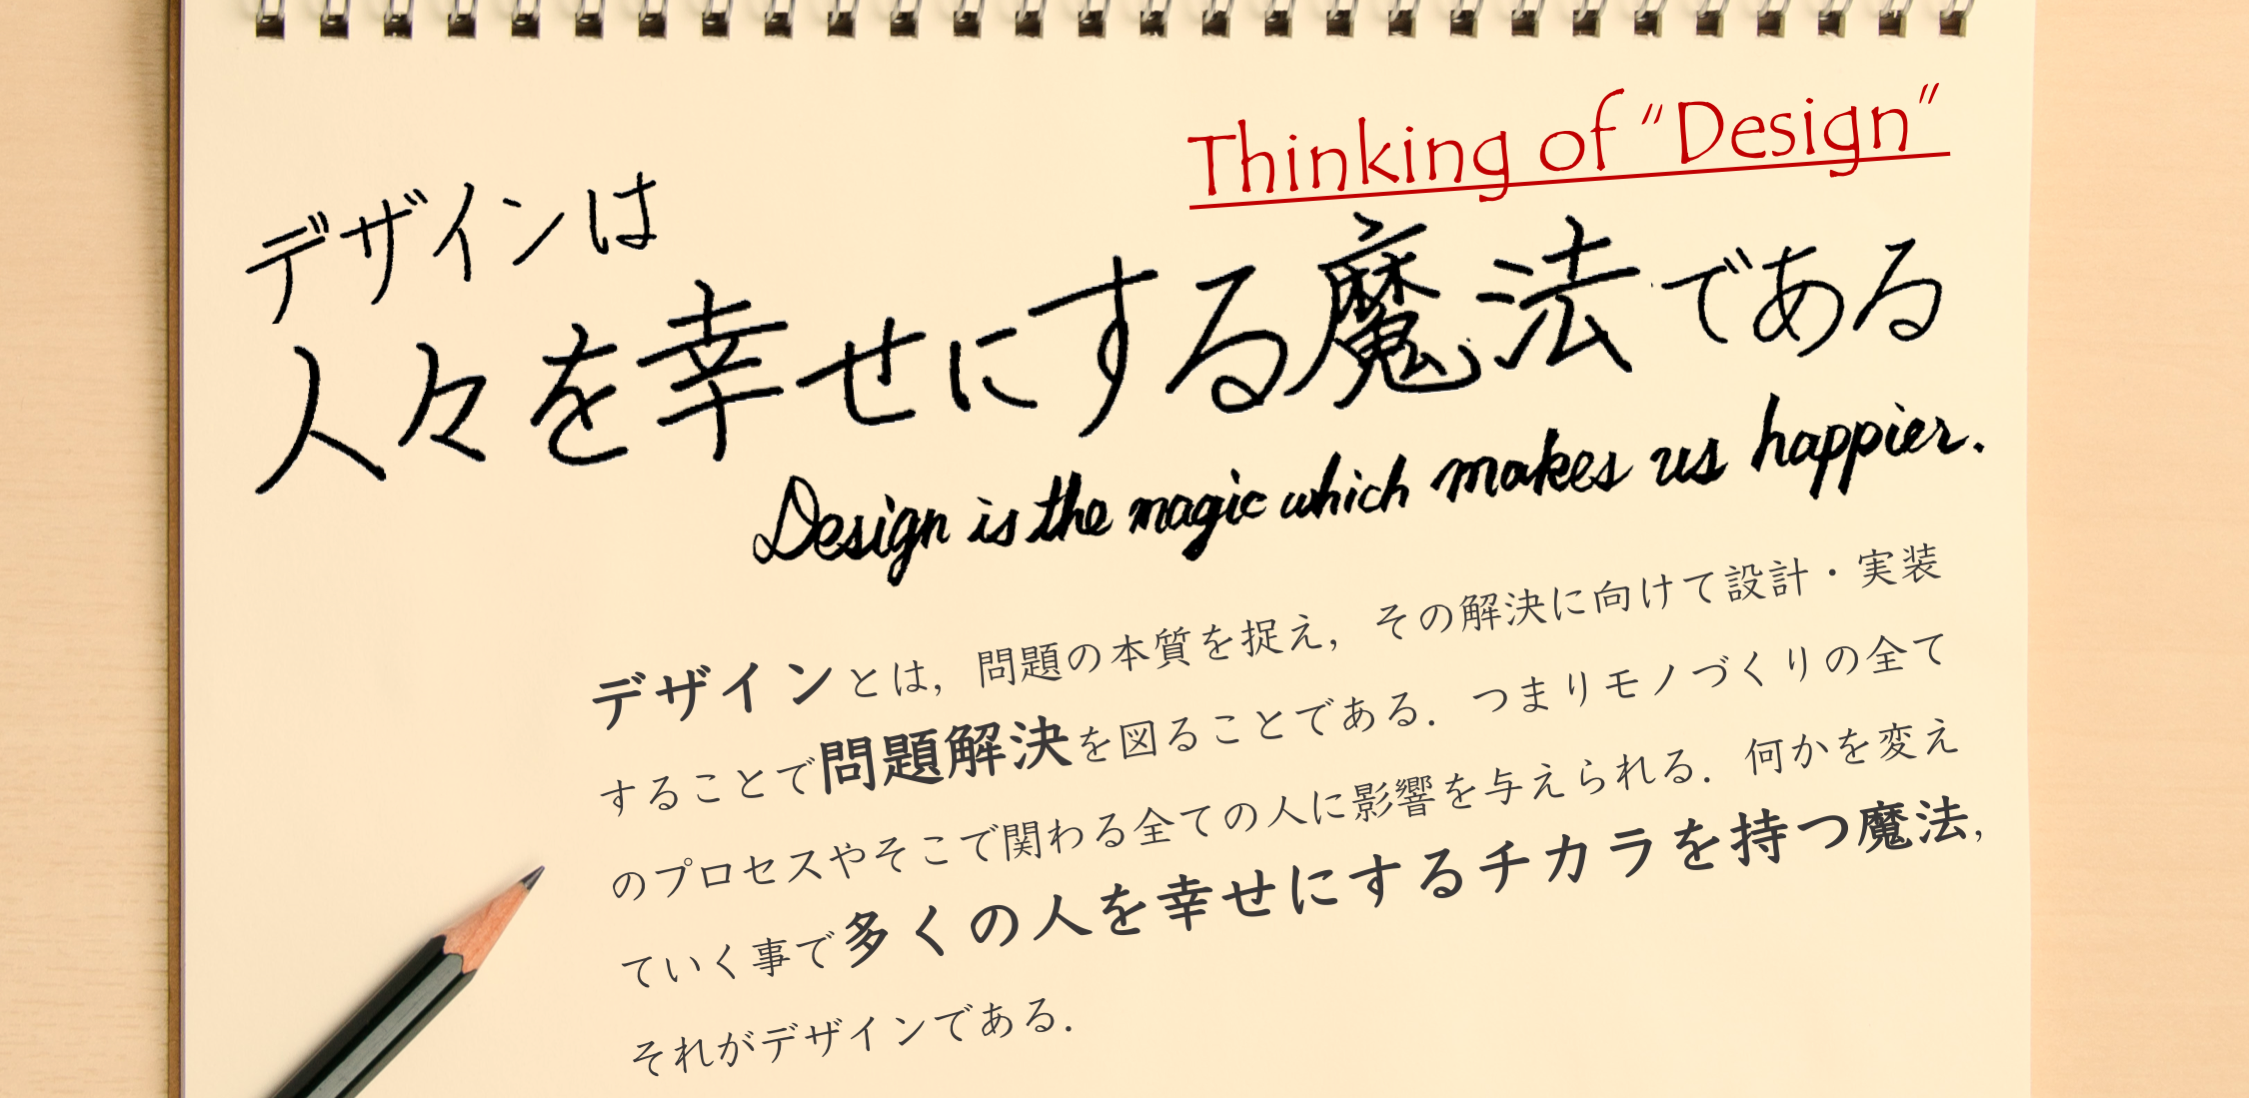 Thinking of “Design”
デザインは
人々を幸せにする魔法である
Design is the magic which makes us happier.
デザインとは，問題の本質を捉え，その解決に向けて設計・実装
することで問題解決を図ることである．つまりモノづくりの全て
のプロセスやそこで関わる全ての人に影響を与えられる．何かを変え
ていく事で多くの人を幸せにするチカラを持つ魔法，
それがデザインである．